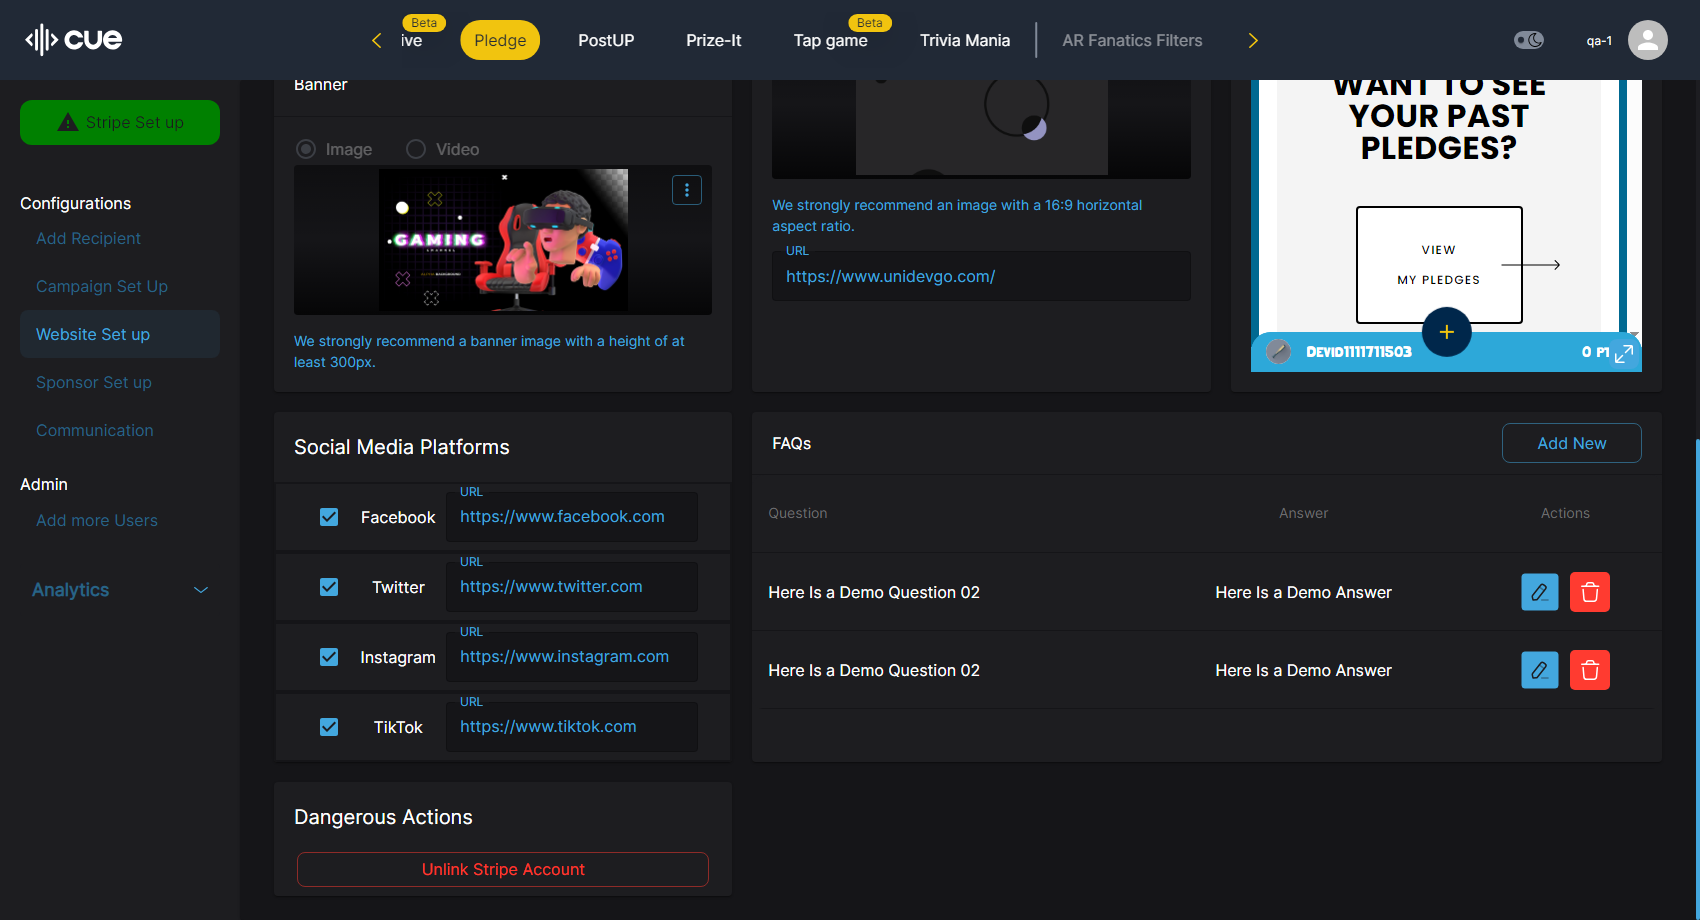 cue
Beta
ive
Pledge
PostUP
Prize-It
Beta
Tap game
Trivia Mania
AR Fanatics Filters
qa-1
Stripe Set up
Configurations
Add Recipient
Campaign Set Up
Website Set up
Sponsor Set up
Communication
Admin
Add more Users
Analytics
Banner
Image
Video
GAMING
We strongly recommend a banner image with a height of at
least 300px.
We strongly recommend an image with a 16:9 horizontal
aspect ratio.
URL
https://www.unidevgo.com/
WANT TO SEE
YOUR PAST
PLEDGES?
VIEW
MY PLEDGES
DEVID1111711503
0 PT
Social Media Platforms
Facebook
URL
https://www.facebook.com
Twitter
URL
https://www.twitter.com
Instagram
URL
https://www.instagram.com
TikTok
URL
https://www.tiktok.com
FAQs
Add New
Question
Answer
Actions
Here Is a Demo Question 02
Here Is a Demo Answer
Here Is a Demo Question 02
Here Is a Demo Answer
Dangerous Actions
Unlink Stripe Account